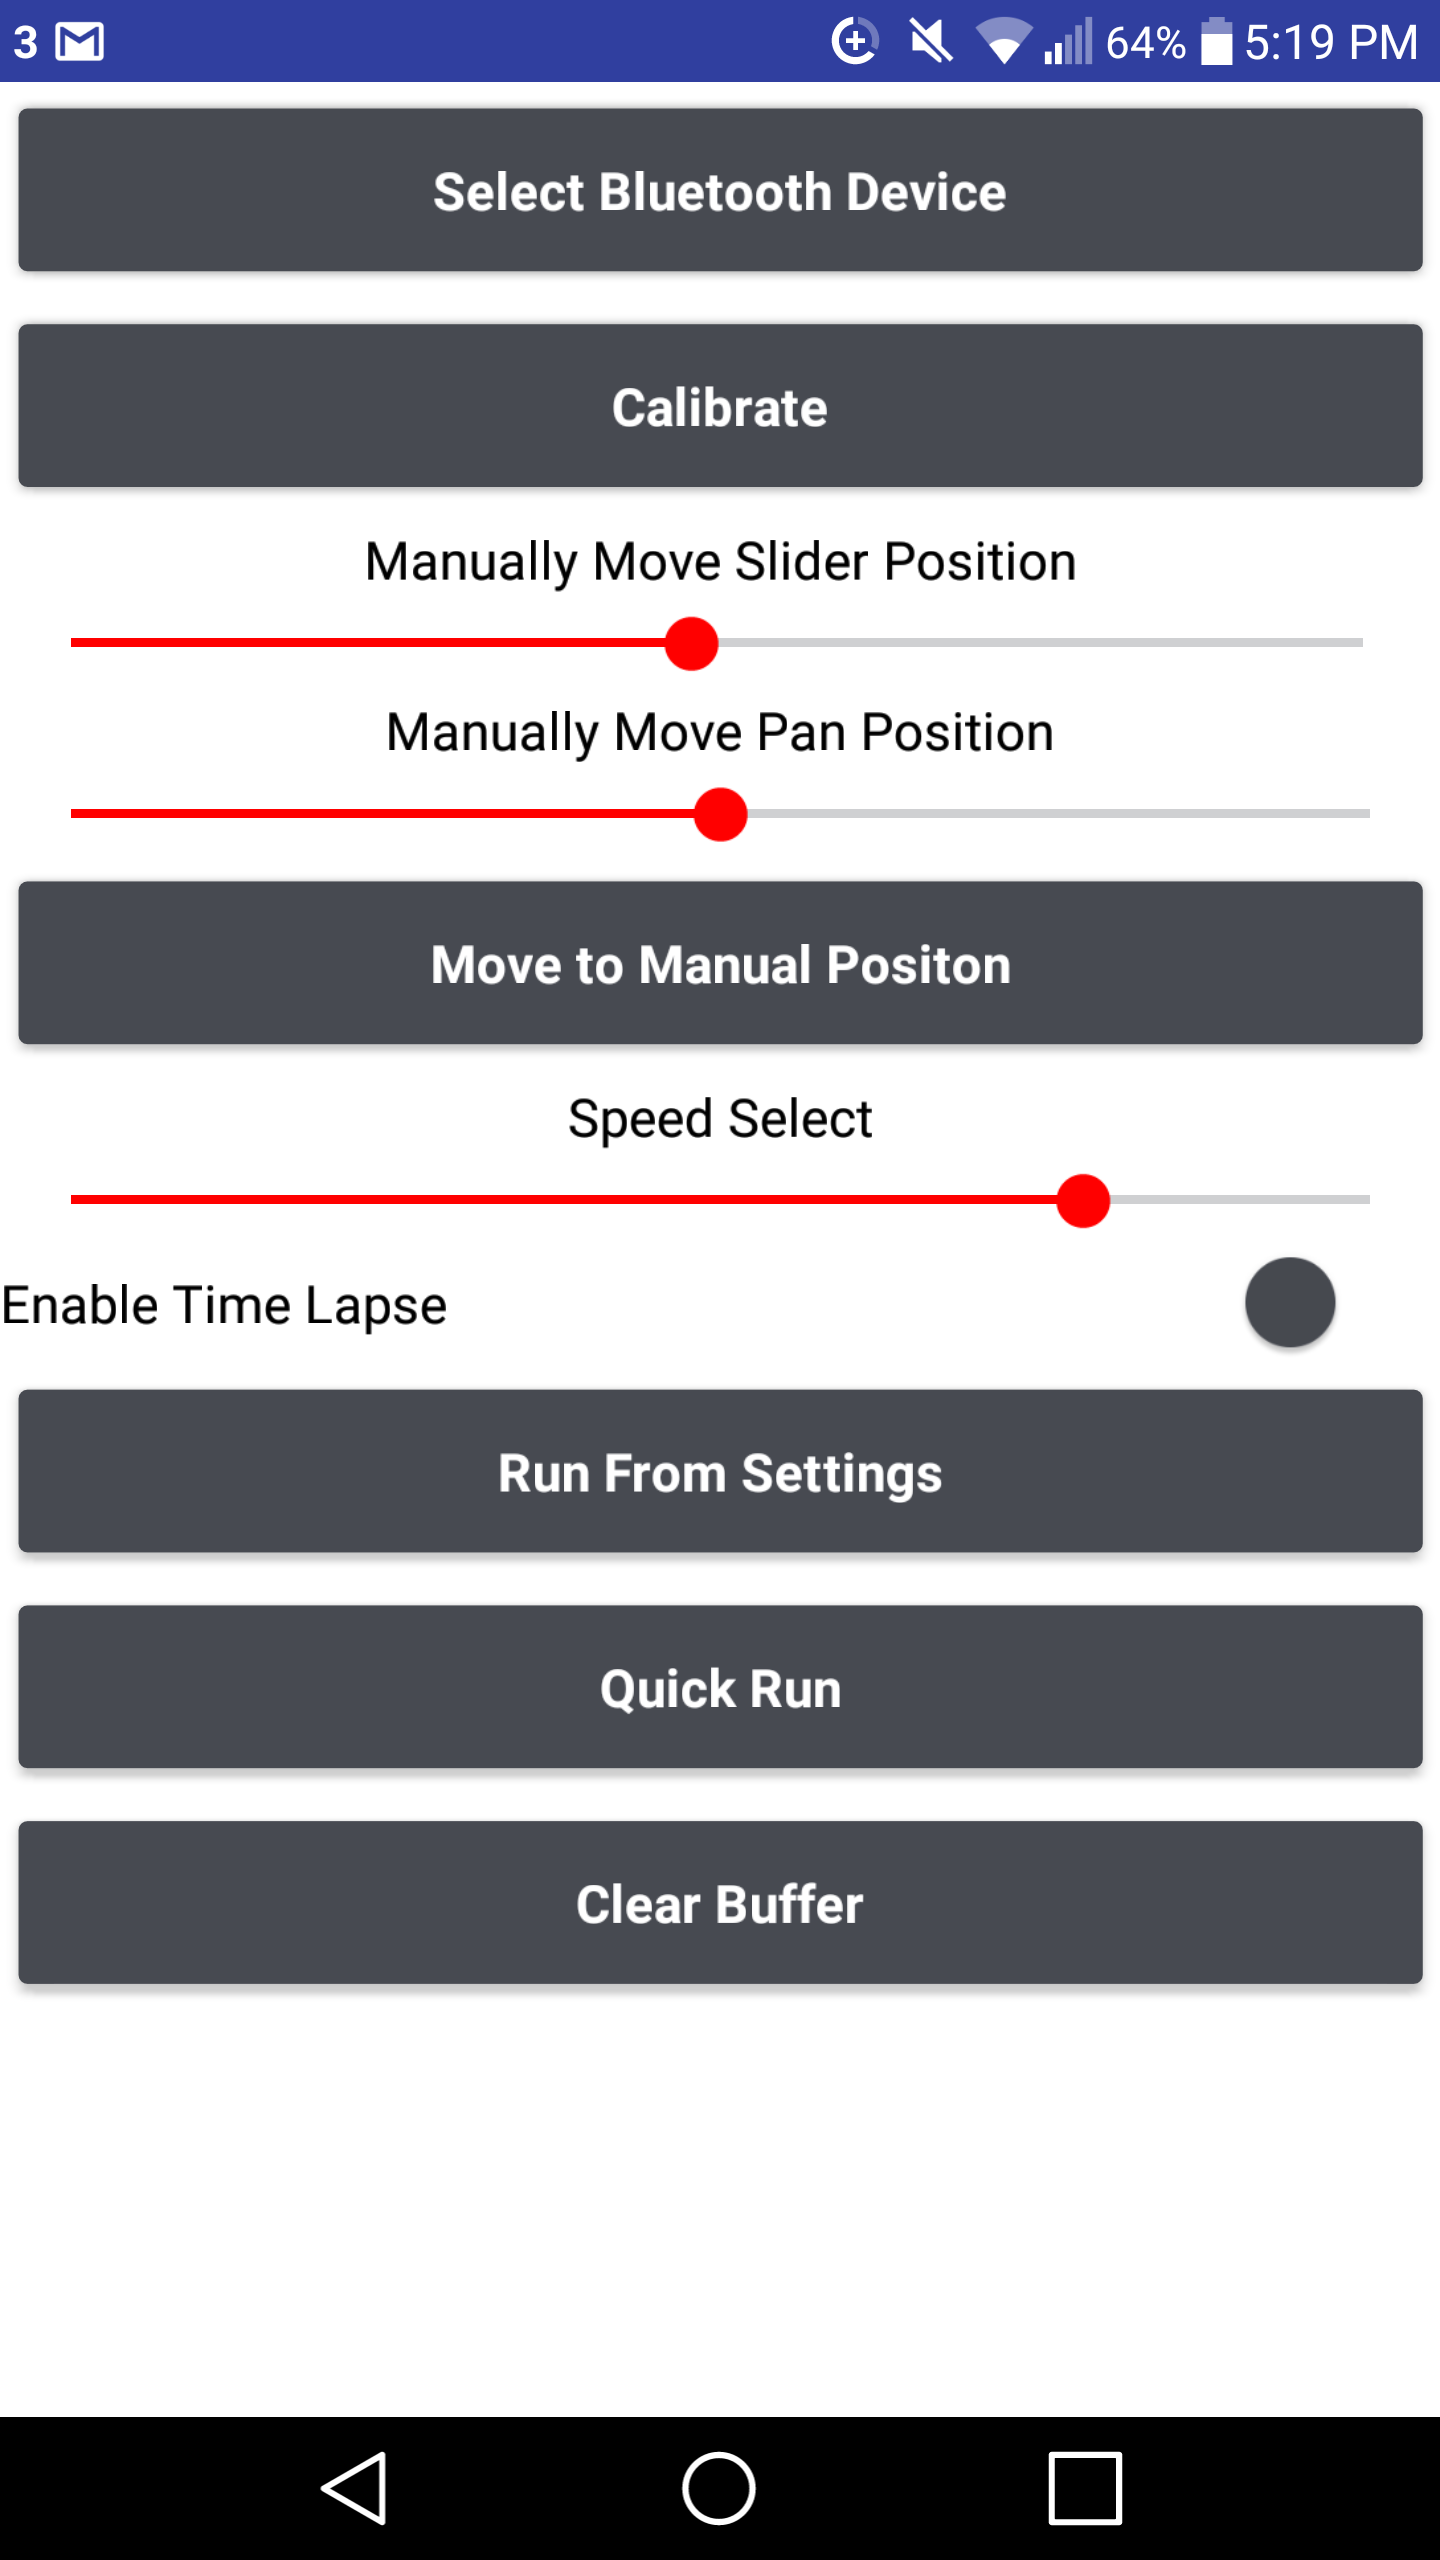 3 64% 5:19 PM
Select Bluetooth Device
Calibrate
Manually Move Slider Position
Manually Move Pan Position
Move to Manual Positon
Speed Select
Enable Time Lapse
Run From Settings
Quick Run
Clear Buffer